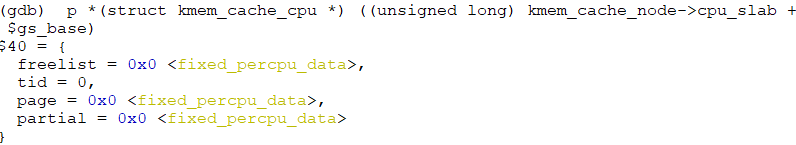 (gdb)  p *(struct kmem_cache_cpu *) ((unsigned long) kmem_cache_node->cpu_slab +
 $gs_base)
$40 = {
  freelist = 0x0 <fixed_percpu_data>,
  tid = 0,
  page = 0x0 <fixed_percpu_data>,
  partial = 0x0 <fixed_percpu_data>
}